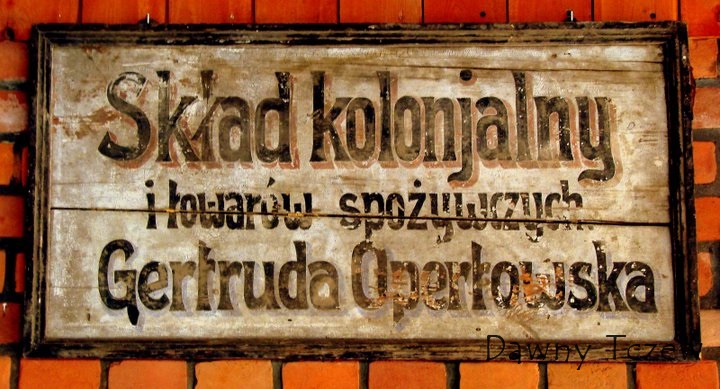 Skład kolonjalny
i towarów spożywczych.
Gertruda Operłowska
Dawny Tczew